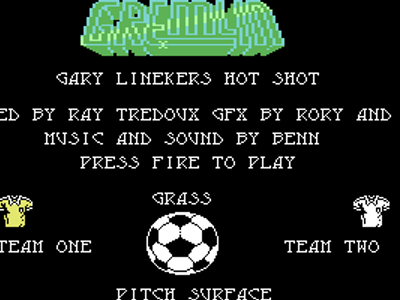 GREMLIN
GARY LINEKERS HOT SHOT
ED BY RAY TREDOUX GFX BY RORY AND
MUSIC AND SOUND BY BENN
PRESS FIRE TO PLAY
GRASS
TEAM ONE
TEAM TWO
PITCH SURFACE